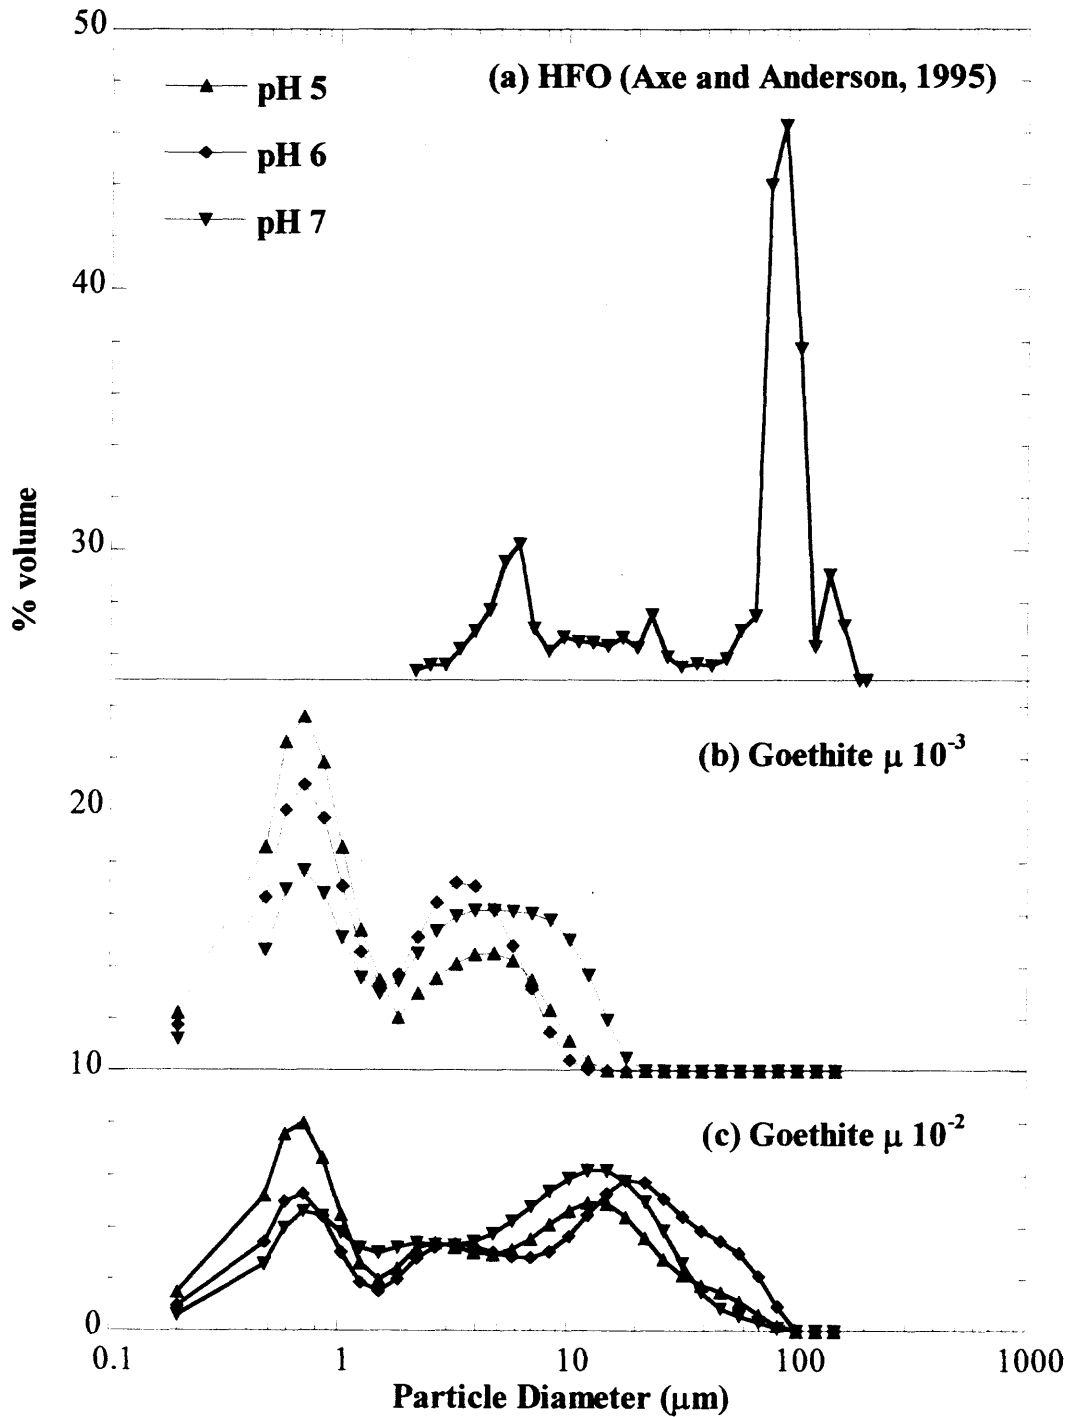 50
(a) HFO (Axe and Anderson, 1995)
pH 5
pH 6
pH 7
40
% volume
30
(b) Goethite μ 10⁻³
20
10
(c) Goethite μ 10⁻²
0
0.1 1 10 100 1000
Particle Diameter (μm)